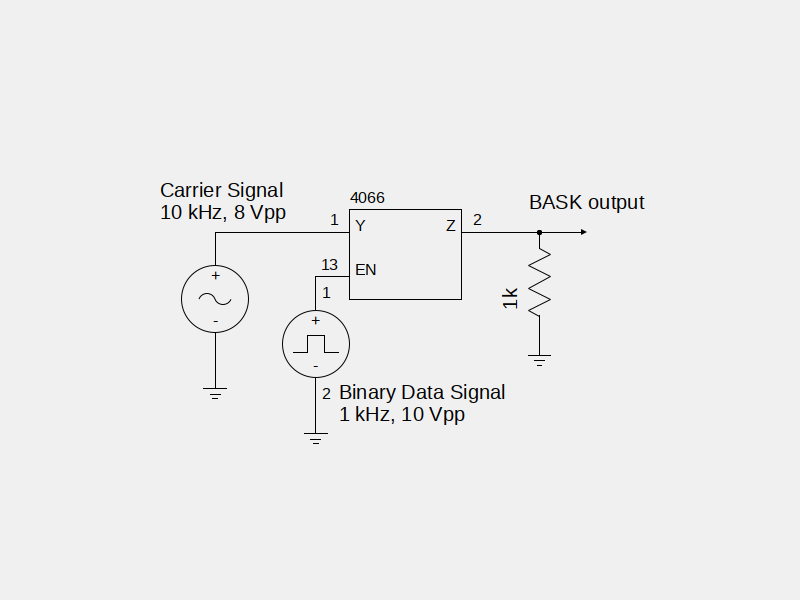 Carrier Signal
10 kHz, 8 Vpp
4066
BASK output
1
Y
Z
2
13
EN
1
+
-
1k
+
-
2
Binary Data Signal
1 kHz, 10 Vpp